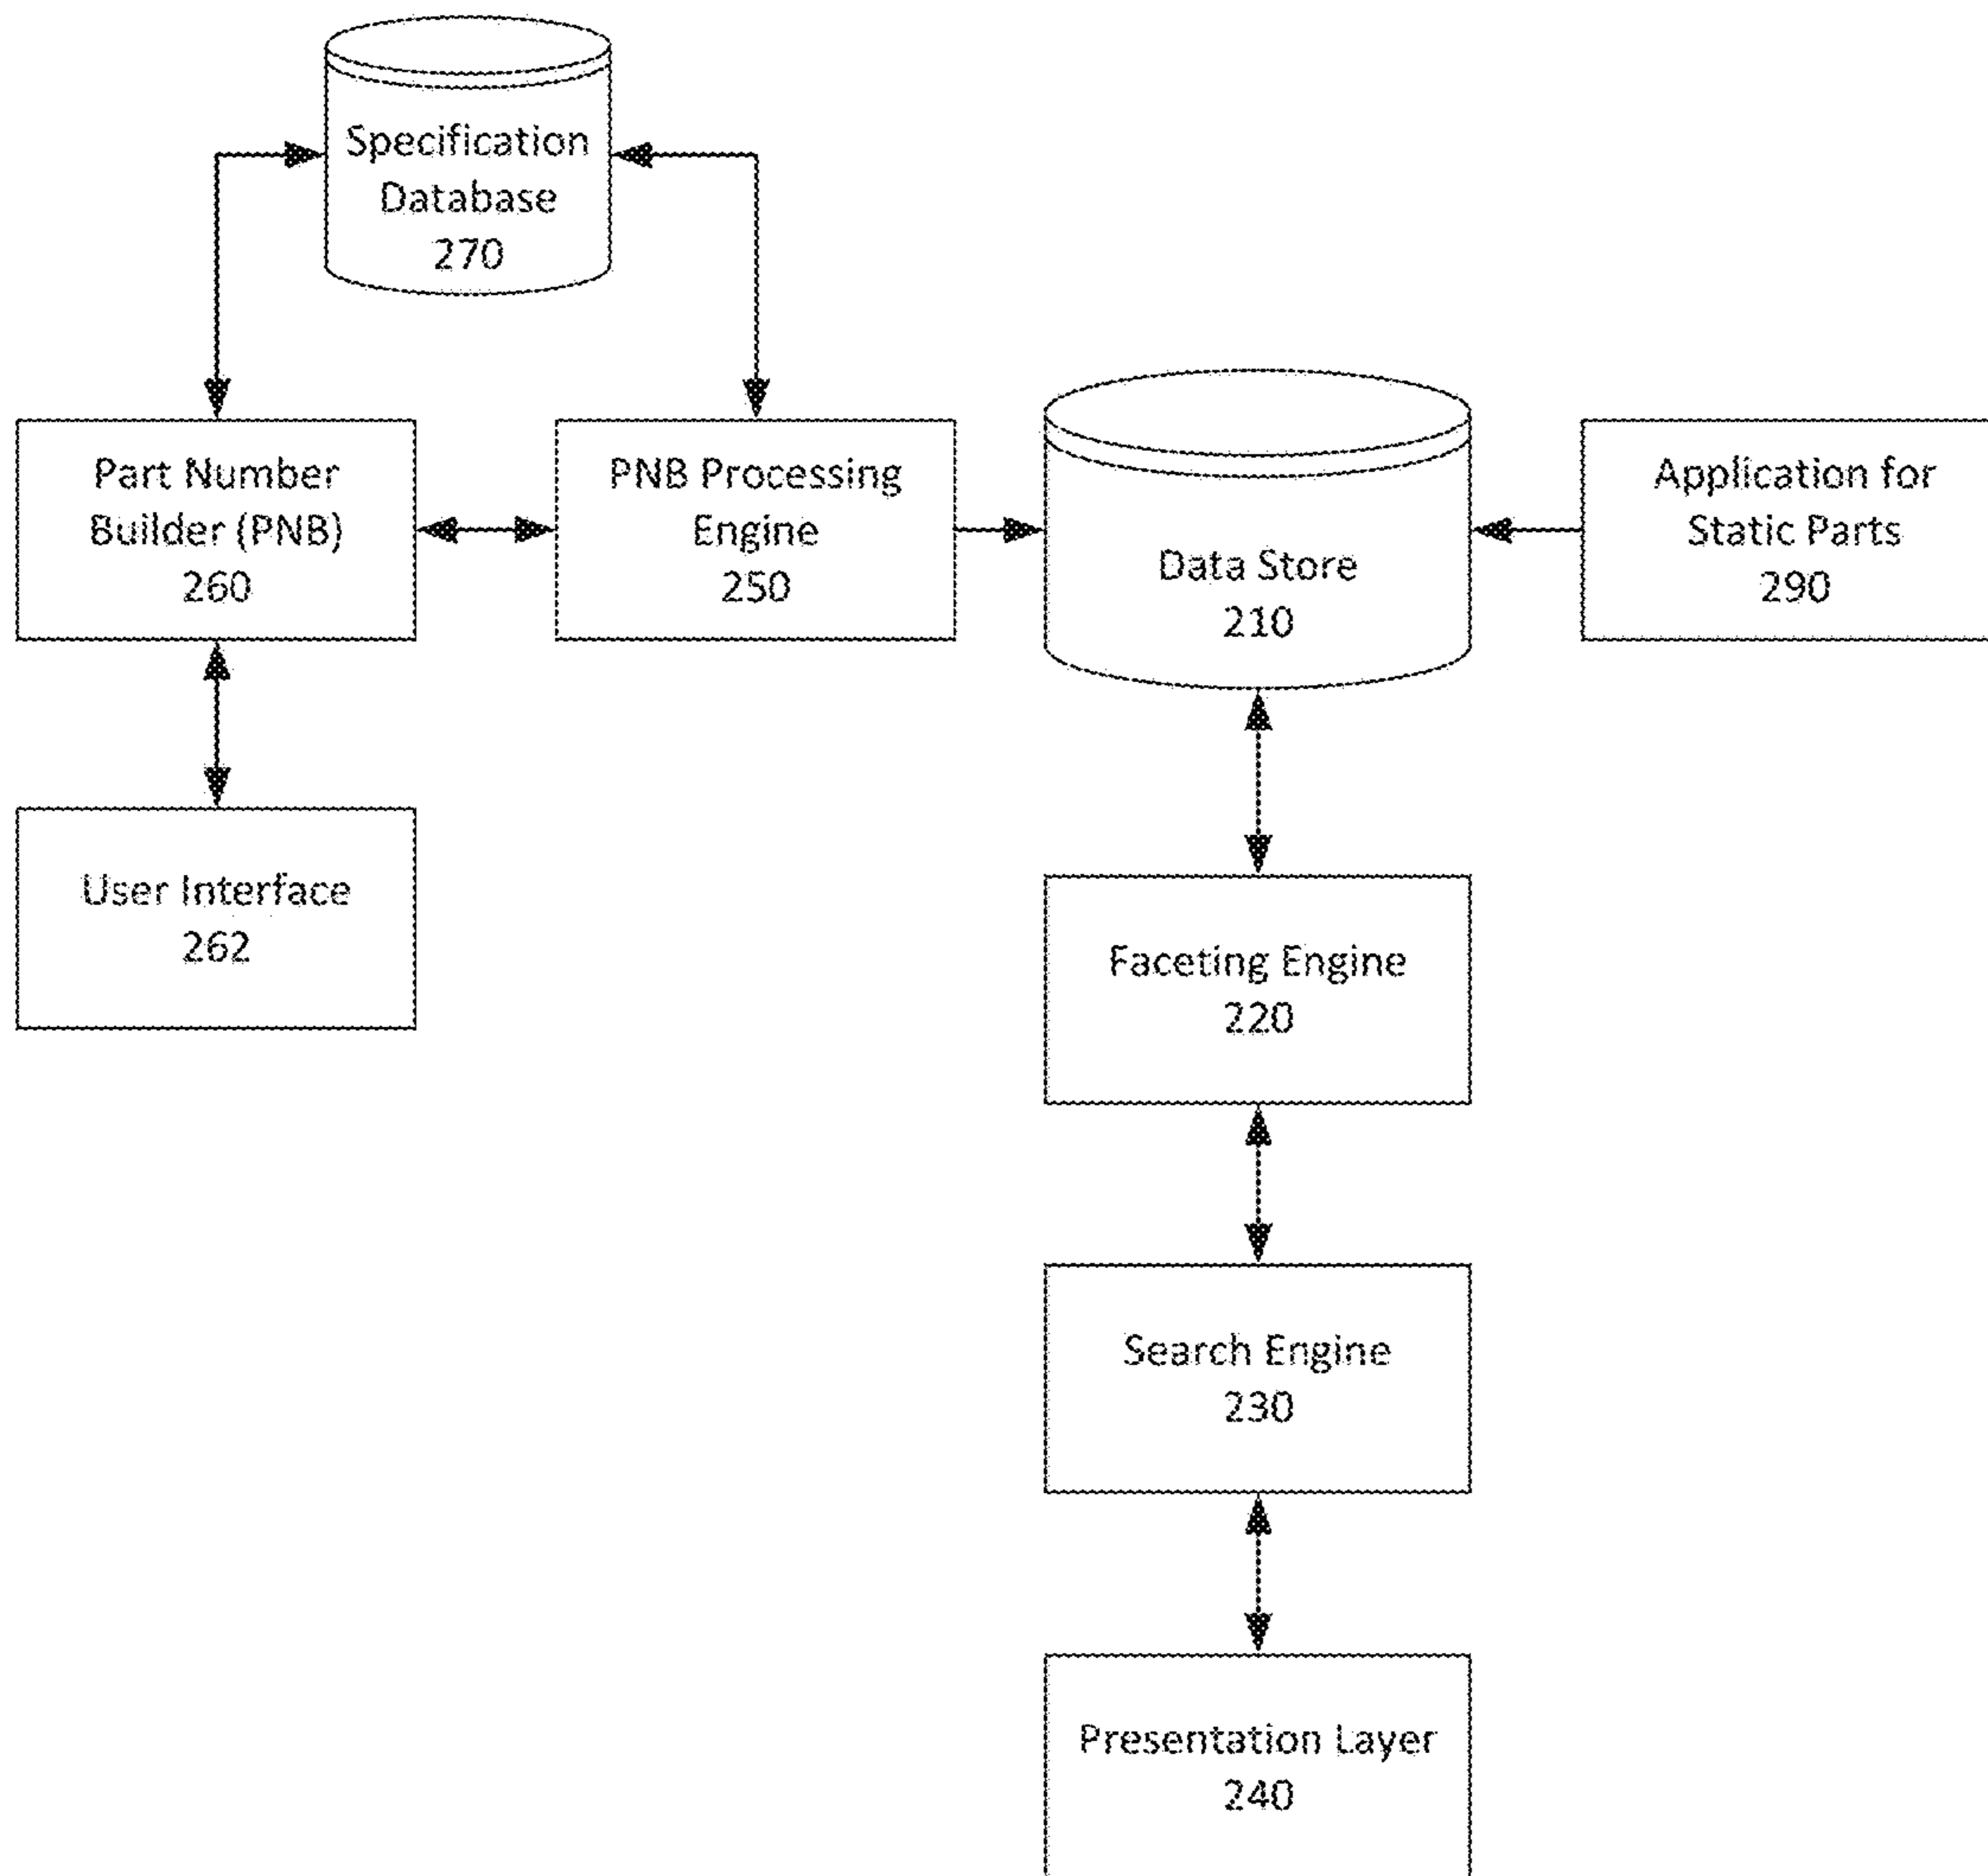 Specification
Database
270
Part Number
Builder (PNB)
260
PNB Processing
Engine
250
Data Store
210
Application for
Static Parts
290
User Interface
262
Faceting Engine
220
Search Engine
230
Presentation Layer
240